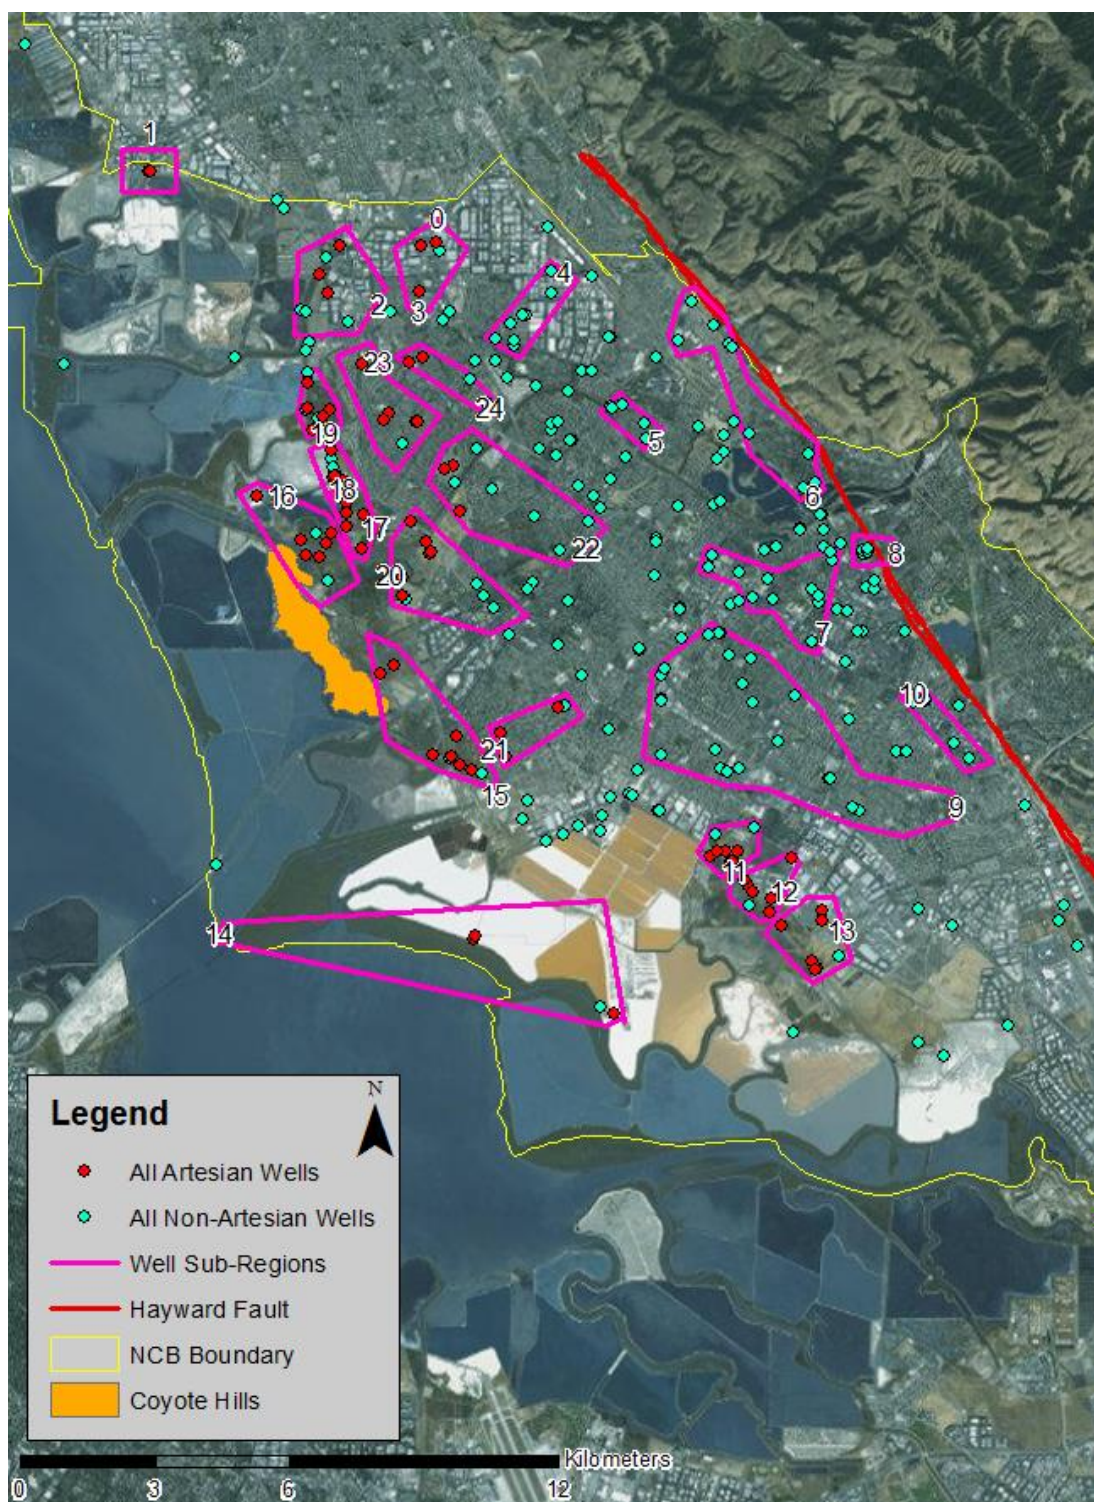 1
0
4
2
3
23
24
5
19
16
18
6
17
22
8
20
7
10
21
15
9
11
12
13
14
N
Legend
All Artesian Wells
All Non-Artesian Wells
Well Sub-Regions
Hayward Fault
NCB Boundary
Coyote Hills
Kilometers
0 3 6 12